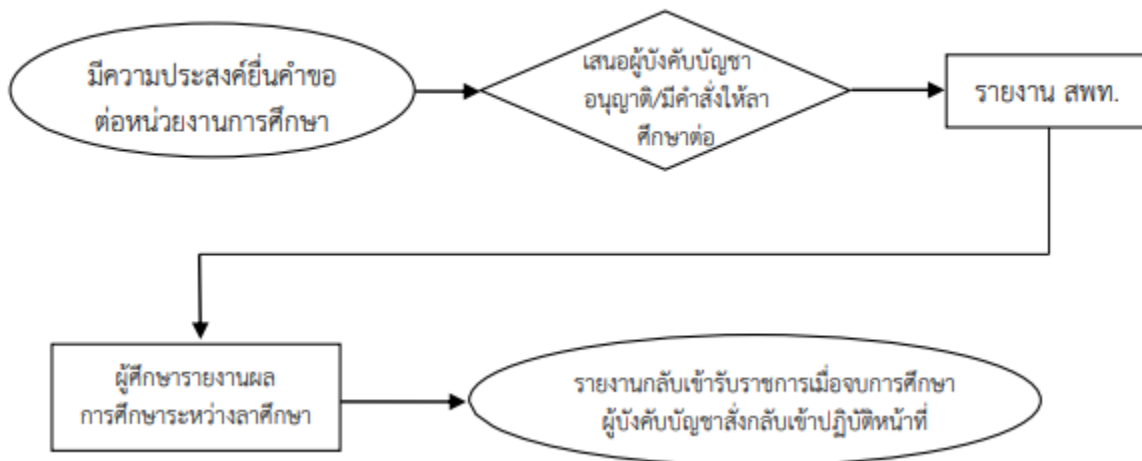 มีความประสงค์ยื่นคำขอ
ต่อหน่วยงานการศึกษา
เสนอผู้บังคับบัญชา
อนุญาติ/มีคำสั่งให้ลา
ศึกษาต่อ
รายงาน สพท.
ผู้ศึกษารายงานผล
การศึกษาระหว่างลาศึกษา
รายงานกลับเข้ารับราชการเมื่อจบการศึกษา
ผู้บังคับบัญชาสั่งกลับเข้าปฏิบัติหน้าที่